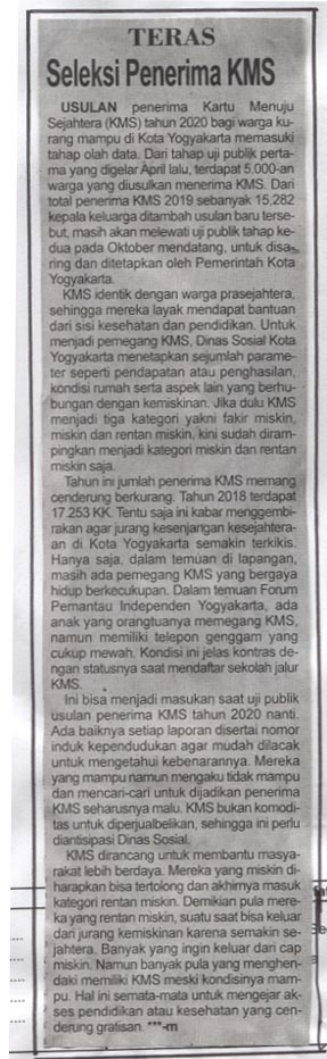 TERAS
Seleksi Penerima KMS
USULAN penerima Kartu Menuju
Sejahtera (KMS) tahun 2020 bagi warga ku-
rang mampu di Kota Yogyakarta memasuki
tahap olah data. Dari tahap uji publik perta-
ma yang digelar April lalu, terdapat 5.000-an
warga yang diusulkan menerima KMS. Dari
total penerima KMS 2019 sebanyak 15.282
kepala keluarga ditambah usulan baru terse-
but, masih akan melewati uji publik tahap ke-
dua pada Oktober mendatang, untuk disa-
ring dan ditetapkan oleh Pemerintah Kota
Yogyakarta.
KMS identik dengan warga prasejahtera,
sehingga mereka layak mendapat bantuan
dari sisi kesehatan dan pendidikan. Untuk
menjadi pemegang KMS, Dinas Sosial Kota
Yogyakarta menetapkan sejumlah parame-
ter seperti pendapatan atau penghasilan,
kondisi rumah serta aspek lain yang berhu-
bungan dengan kemiskinan. Jika dulu KMS
menjadi tiga kategori yakni fakir miskin,
miskin dan rentan miskin, kini sudah diram-
pingkan menjadi kategori miskin dan rentan
miskin saja.
Tahun ini jumlah penerima KMS memang
cenderung berkurang. Tahun 2018 terdapat
17.253 KK. Tentu saja ini kabar menggembi-
rakan agar jurang kesenjangan kesejahtera-
an di Kota Yogyakarta semakin terkikis.
Hanya saja, dalam temuan di lapangan,
masih ada pemegang KMS yang bergaya
hidup berkecukupan. Dalam temuan Forum
Pemantau Independen Yogyakarta, ada
anak yang orangtuanya memegang KMS,
namun memiliki telepon genggam yang
cukup mewah. Kondisi ini jelas kontras de-
ngan statusnya saat mendaftar sekolah jalur
KMS.
Ini bisa menjadi masukan saat uji publik
usulan penerima KMS tahun 2020 nanti.
Ada baiknya setiap laporan disertai nomor
induk kependudukan agar mudah dilacak
untuk mengetahui kebenarannya. Mereka
yang mampu namun mengaku tidak mampu
dan mencari-cari untuk dijadikan penerima
KMS seharusnya malu. KMS bukan komodi-
tas untuk diperjualbelikan, sehingga ini perlu
diantisipasi Dinas Sosial.
KMS dirancang untuk membantu masya-
rakat lebih berdaya. Mereka yang miskin di-
harapkan bisa tertolong dan akhirnya masuk
kategori rentan miskin. Demikian pula mere-
ka yang rentan miskin, suatu saat bisa keluar
dari jurang kemiskinan karena semakin se-
jahtera. Banyak yang ingin keluar dari cap
miskin. Namun banyak pula yang menghen-
daki memiliki KMS meski kondisinya mam-
pu. Hal ini semata-mata untuk mengejar ak-
ses pendidikan atau kesehatan yang cen-
derung gratisan. ***-m